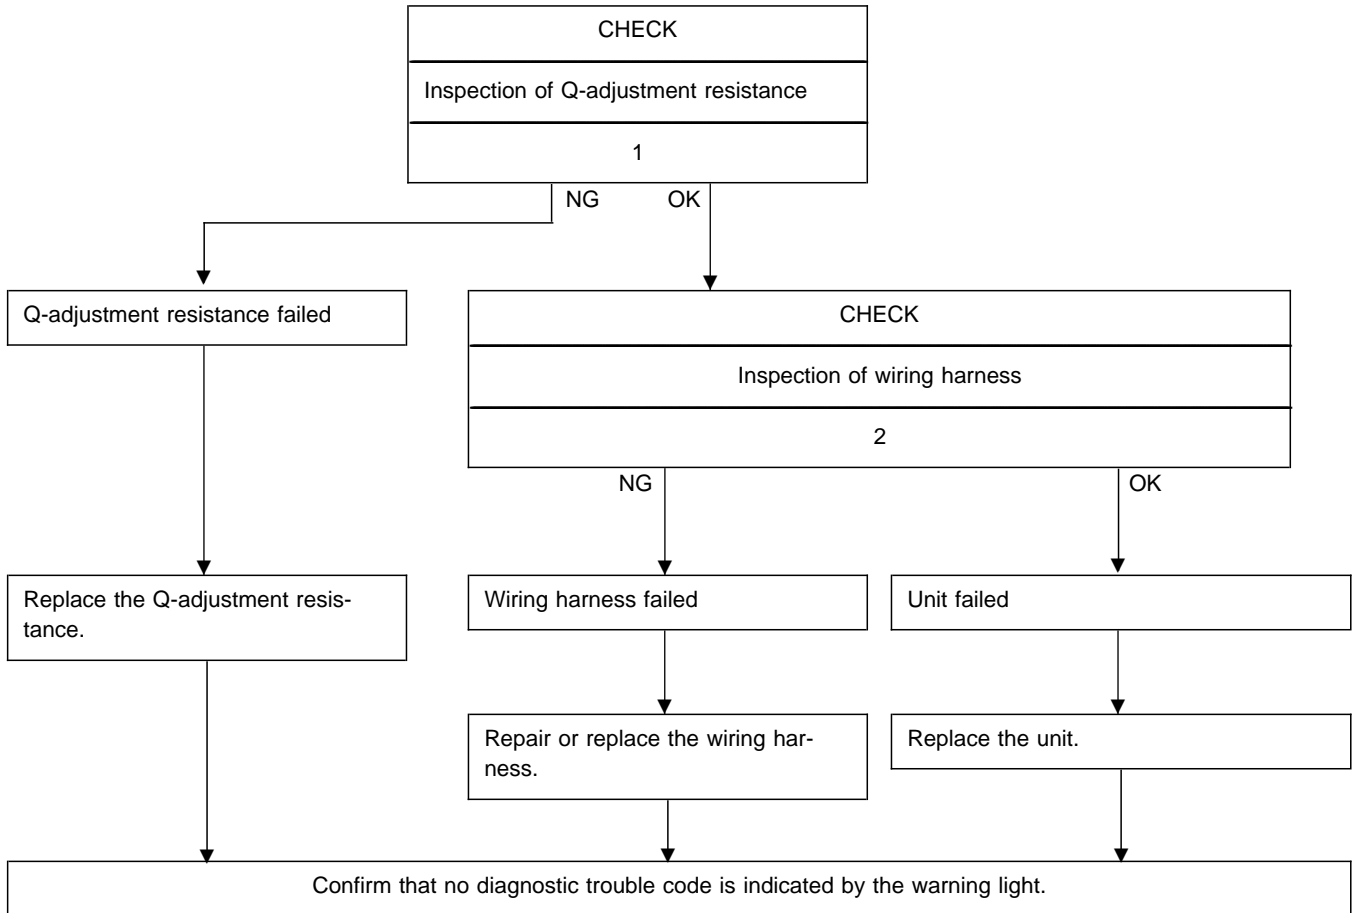 CHECK
Inspection of Q-adjustment resistance
1
NG
OK
Q-adjustment resistance failed
CHECK
Inspection of wiring harness
2
NG
OK
Replace the Q-adjustment resis-
tance.
Wiring harness failed
Unit failed
Repair or replace the wiring har-
ness.
Replace the unit.
Confirm that no diagnostic trouble code is indicated by the warning light.